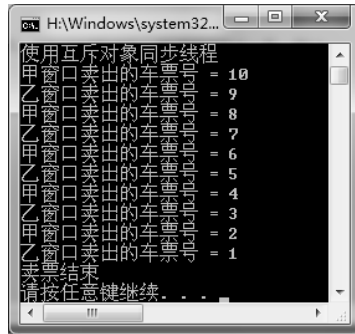 H:\Windows\system32...
使用互斥对象同步线程
甲窗口卖出的车票号 = 10
乙窗口卖出的车票号 = 9
甲窗口卖出的车票号 = 8
乙窗口卖出的车票号 = 7
甲窗口卖出的车票号 = 6
乙窗口卖出的车票号 = 5
甲窗口卖出的车票号 = 4
乙窗口卖出的车票号 = 3
甲窗口卖出的车票号 = 2
乙窗口卖出的车票号 = 1
卖票结束
请按任意键继续. . .